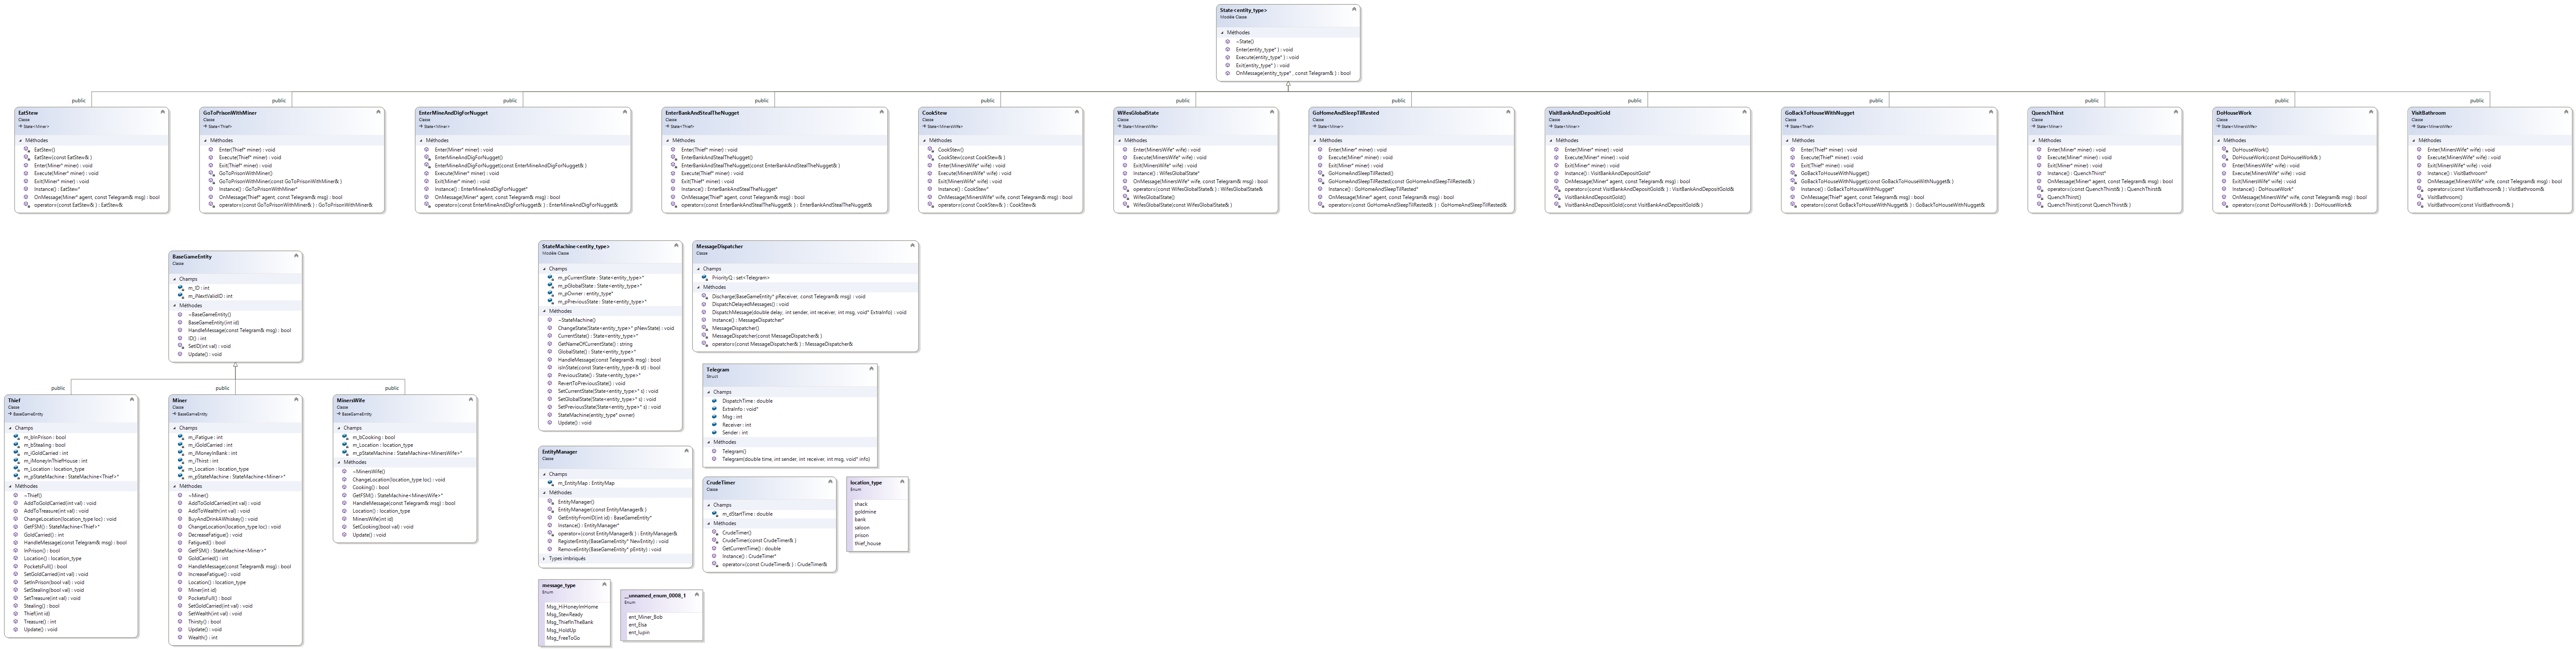 State<entity_type>
Modèle Classe
Méthodes
~State()
Enter(entity_type* ) : void
Execute(entity_type* ) : void
Exit(entity_type* ) : void
OnMessage(entity_type* , const Telegram& ) : bool
public
public
public
public
public
public
public
public
public
public
public
public
EatStew
Classe
State<Miner>
Méthodes
EatStew()
EatStew(const EatStew& )
Enter(Miner* miner) : void
Execute(Miner* miner) : void
Exit(Miner* miner) : void
Instance() : EatStew*
OnMessage(Miner* agent, const Telegram& msg) : bool
operator=(const EatStew& ) : EatStew&
GoToPrisonWithMiner
Classe
State<Thief>
Méthodes
Enter(Thief* miner) : void
Execute(Thief* miner) : void
Exit(Thief* miner) : void
GoToPrisonWithMiner()
GoToPrisonWithMiner(const GoToPrisonWithMiner& )
Instance() : GoToPrisonWithMiner*
OnMessage(Thief* agent, const Telegram& msg) : bool
operator=(const GoToPrisonWithMiner& ) : GoToPrisonWithMiner&
EnterMineAndDigForNugget
Classe
State<Miner>
Méthodes
Enter(Miner* miner) : void
EnterMineAndDigForNugget()
EnterMineAndDigForNugget(const EnterMineAndDigForNugget& )
Execute(Miner* miner) : void
Exit(Miner* miner) : void
Instance() : EnterMineAndDigForNugget*
OnMessage(Miner* agent, const Telegram& msg) : bool
operator=(const EnterMineAndDigForNugget& ) : EnterMineAndDigForNugget&
EnterBankAndStealTheNugget
Classe
State<Thief>
Méthodes
Enter(Thief* miner) : void
EnterBankAndStealTheNugget()
EnterBankAndStealTheNugget(const EnterBankAndStealTheNugget& )
Execute(Thief* miner) : void
Exit(Thief* miner) : void
Instance() : EnterBankAndStealTheNugget*
OnMessage(Thief* agent, const Telegram& msg) : bool
operator=(const EnterBankAndStealTheNugget& ) : EnterBankAndStealTheNugget&
CookStew
Classe
State<MinersWife>
Méthodes
CookStew()
CookStew(const CookStew& )
Enter(MinersWife* wife) : void
Execute(MinersWife* wife) : void
Exit(MinersWife* wife) : void
Instance() : CookStew*
OnMessage(MinersWife* wife, const Telegram& msg) : bool
operator=(const CookStew& ) : CookStew&
WifesGlobalState
Classe
State<MinersWife>
Méthodes
Enter(MinersWife* wife) : void
Execute(MinersWife* wife) : void
Exit(MinersWife* wife) : void
Instance() : WifesGlobalState*
OnMessage(MinersWife* wife, const Telegram& msg) : bool
operator=(const WifesGlobalState& ) : WifesGlobalState&
WifesGlobalState()
WifesGlobalState(const WifesGlobalState& )
GoHomeAndSleepTilRested
Classe
State<Miner>
Méthodes
Enter(Miner* miner) : void
Execute(Miner* miner) : void
Exit(Miner* miner) : void
GoHomeAndSleepTilRested()
GoHomeAndSleepTilRested(const GoHomeAndSleepTilRested& )
Instance() : GoHomeAndSleepTilRested*
OnMessage(Miner* agent, const Telegram& msg) : bool
operator=(const GoHomeAndSleepTilRested& ) : GoHomeAndSleepTilRested&
VisitBankAndDepositGold
Classe
State<Miner>
Méthodes
Enter(Miner* miner) : void
Execute(Miner* miner) : void
Exit(Miner* miner) : void
Instance() : VisitBankAndDepositGold*
OnMessage(Miner* agent, const Telegram& msg) : bool
operator=(const VisitBankAndDepositGold& ) : VisitBankAndDepositGold&
VisitBankAndDepositGold()
VisitBankAndDepositGold(const VisitBankAndDepositGold& )
GoBackToHouseWithNugget
Classe
State<Thief>
Méthodes
Enter(Thief* miner) : void
Execute(Thief* miner) : void
Exit(Thief* miner) : void
GoBackToHouseWithNugget()
GoBackToHouseWithNugget(const GoBackToHouseWithNugget& )
Instance() : GoBackToHouseWithNugget*
OnMessage(Thief* agent, const Telegram& msg) : bool
operator=(const GoBackToHouseWithNugget& ) : GoBackToHouseWithNugget&
QuenchThirst
Classe
State<Miner>
Méthodes
Enter(Miner* miner) : void
Execute(Miner* miner) : void
Exit(Miner* miner) : void
Instance() : QuenchThirst*
OnMessage(Miner* agent, const Telegram& msg) : bool
operator=(const QuenchThirst& ) : QuenchThirst&
QuenchThirst()
QuenchThirst(const QuenchThirst& )
DoHouseWork
Classe
State<MinersWife>
Méthodes
DoHouseWork()
DoHouseWork(const DoHouseWork& )
Enter(MinersWife* wife) : void
Execute(MinersWife* wife) : void
Exit(MinersWife* wife) : void
Instance() : DoHouseWork*
OnMessage(MinersWife* wife, const Telegram& msg) : bool
operator=(const DoHouseWork& ) : DoHouseWork&
VisitBathroom
Classe
State<MinersWife>
Méthodes
Enter(MinersWife* wife) : void
Execute(MinersWife* wife) : void
Exit(MinersWife* wife) : void
Instance() : VisitBathroom*
OnMessage(MinersWife* wife, const Telegram& msg) : bool
operator=(const VisitBathroom& ) : VisitBathroom&
VisitBathroom()
VisitBathroom(const VisitBathroom& )
BaseGameEntity
Classe
Champs
m_ID : int
m_iNextValidID : int
Méthodes
~BaseGameEntity()
BaseGameEntity(int id)
HandleMessage(const Telegram& msg) : bool
ID() : int
SetID(int val) : void
Update() : void
public
public
public
Thief
Classe
BaseGameEntity
Champs
m_bInPrison : bool
m_bStealing : bool
m_iGoldCarried : int
m_iMoneyInThiefHouse : int
m_Location : location_type
m_pStateMachine : StateMachine<Thief>*
Méthodes
~Thief()
AddToGoldCarried(int val) : void
AddToTreasure(int val) : void
ChangeLocation(location_type loc) : void
GetFSM() : StateMachine<Thief>*
GoldCarried() : int
HandleMessage(const Telegram& msg) : bool
InPrison() : bool
Location() : location_type
PocketsFull() : bool
SetGoldCarried(int val) : void
SetInPrison(bool val) : void
SetStealing(bool val) : void
SetTreasure(int val) : void
Stealing() : bool
Thief(int id)
Treasure() : int
Update() : void
Miner
Classe
BaseGameEntity
Champs
m_iFatigue : int
m_iGoldCarried : int
m_iMoneyInBank : int
m_iThirst : int
m_Location : location_type
m_pStateMachine : StateMachine<Miner>*
Méthodes
~Miner()
AddToGoldCarried(int val) : void
AddToWealth(int val) : void
BuyAndDrinkAWhiskey() : void
ChangeLocation(location_type loc) : void
DecreaseFatigue() : void
Fatigued() : bool
GetFSM() : StateMachine<Miner>*
GoldCarried() : int
HandleMessage(const Telegram& msg) : bool
IncreaseFatigue() : void
Location() : location_type
Miner(int id)
PocketsFull() : bool
SetGoldCarried(int val) : void
SetWealth(int val) : void
Thirsty() : bool
Update() : void
Wealth() : int
MinersWife
Classe
BaseGameEntity
Champs
m_bCooking : bool
m_Location : location_type
m_pStateMachine : StateMachine<MinersWife>*
Méthodes
~MinersWife()
ChangeLocation(location_type loc) : void
Cooking() : bool
GetFSM() : StateMachine<MinersWife>*
HandleMessage(const Telegram& msg) : bool
Location() : location_type
MinersWife(int id)
SetCooking(bool val) : void
Update() : void
StateMachine<entity_type>
Modèle Classe
Champs
m_pCurrentState : State<entity_type>*
m_pGlobalState : State<entity_type>*
m_pOwner : entity_type*
m_pPreviousState : State<entity_type>*
Méthodes
~StateMachine()
ChangeState(State<entity_type>* pNewState) : void
CurrentState() : State<entity_type>*
GetNameOfCurrentState() : string
GlobalState() : State<entity_type>*
HandleMessage(const Telegram& msg) : bool
isInState(const State<entity_type>& st) : bool
PreviousState() : State<entity_type>*
RevertToPreviousState() : void
SetCurrentState(State<entity_type>* s) : void
SetGlobalState(State<entity_type>* s) : void
SetPreviousState(State<entity_type>* s) : void
StateMachine(entity_type* owner)
Update() : void
MessageDispatcher
Classe
Champs
PriorityQ : set<Telegram>
Méthodes
Discharge(BaseGameEntity* pReceiver, const Telegram& msg) : void
DispatchDelayedMessages() : void
DispatchMessage(double delay, int sender, int receiver, int msg, void* ExtraInfo) : void
Instance() : MessageDispatcher*
MessageDispatcher()
MessageDispatcher(const MessageDispatcher& )
operator=(const MessageDispatcher& ) : MessageDispatcher&
Telegram
Struct
Champs
DispatchTime : double
ExtraInfo : void*
Msg : int
Receiver : int
Sender : int
Méthodes
Telegram()
Telegram(double time, int sender, int receiver, int msg, void* info)
EntityManager
Classe
Champs
m_EntityMap : EntityMap
Méthodes
EntityManager()
EntityManager(const EntityManager& )
GetEntityFromID(int id) : BaseGameEntity*
Instance() : EntityManager*
operator=(const EntityManager& ) : EntityManager&
RegisterEntity(BaseGameEntity* NewEntity) : void
RemoveEntity(BaseGameEntity* pEntity) : void
Types imbriqués
CrudeTimer
Classe
Champs
m_dStartTime : double
Méthodes
CrudeTimer()
CrudeTimer(const CrudeTimer& )
GetCurrentTime() : double
Instance() : CrudeTimer*
operator=(const CrudeTimer& ) : CrudeTimer&
location_type
Enum
shack
goldmine
bank
saloon
prison
thief_house
message_type
Enum
Msg_HiHoneyImHome
Msg_StewReady
Msg_ThiefInTheBank
Msg_HoldUp
Msg_FreeToGo
__unnamed_enum_0008_1
Enum
ent_Miner_Bob
ent_Elsa
ent_lupin